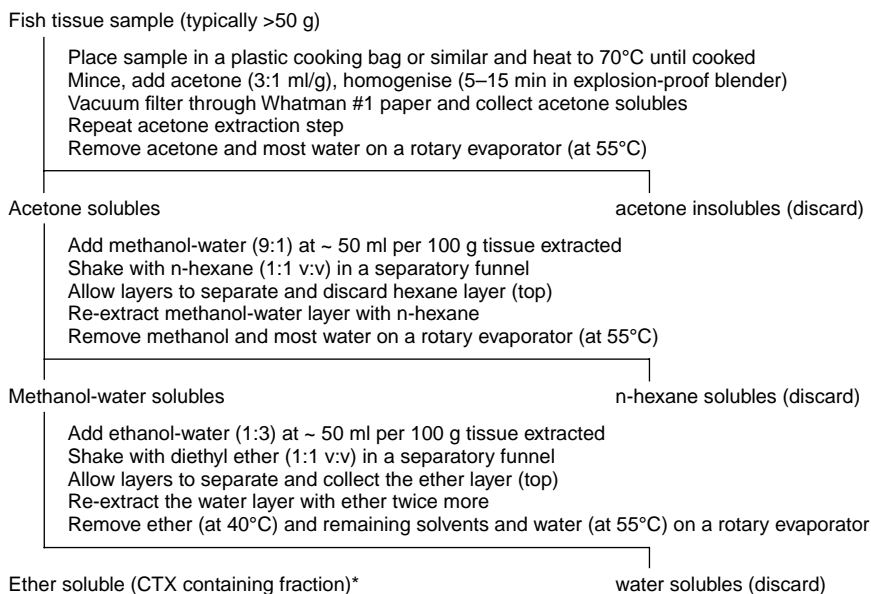 Fish tissue sample (typically >50 g)
Place sample in a plastic cooking bag or similar and heat to 70°C until cooked
Mince, add acetone (3:1 ml/g), homogenise (5–15 min in explosion-proof blender)
Vacuum filter through Whatman #1 paper and collect acetone solubles
Repeat acetone extraction step
Remove acetone and most water on a rotary evaporator (at 55°C)
Acetone solubles
acetone insolubles (discard)
Add methanol-water (9:1) at ~ 50 ml per 100 g tissue extracted
Shake with n-hexane (1:1 v:v) in a separatory funnel
Allow layers to separate and discard hexane layer (top)
Re-extract methanol-water layer with n-hexane
Remove methanol and most water on a rotary evaporator (at 55°C)
Methanol-water solubles
n-hexane solubles (discard)
Add ethanol-water (1:3) at ~ 50 ml per 100 g tissue extracted
Shake with diethyl ether (1:1 v:v) in a separatory funnel
Allow layers to separate and collect the ether layer (top)
Re-extract the water layer with ether twice more
Remove ether (at 40°C) and remaining solvents and water (at 55°C) on a rotary evaporator
Ether soluble (CTX containing fraction)*
water solubles (discard)